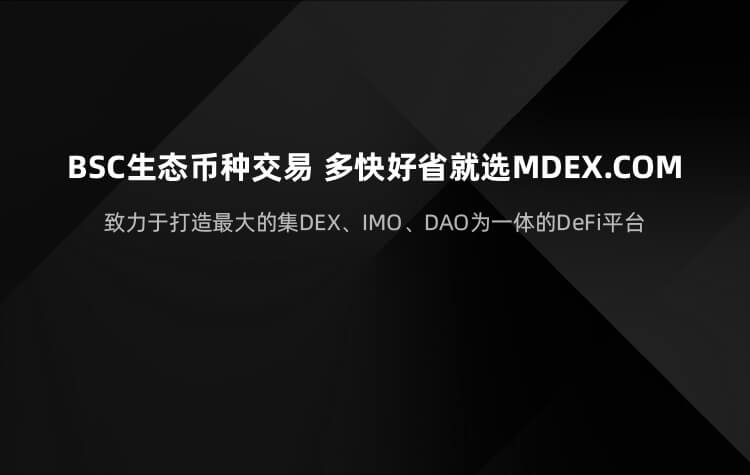 BSC生态币种交易 多快好省就选MDEX.COM
致力于打造最大的集DEX、IMO、DAO为一体的DeFi平台